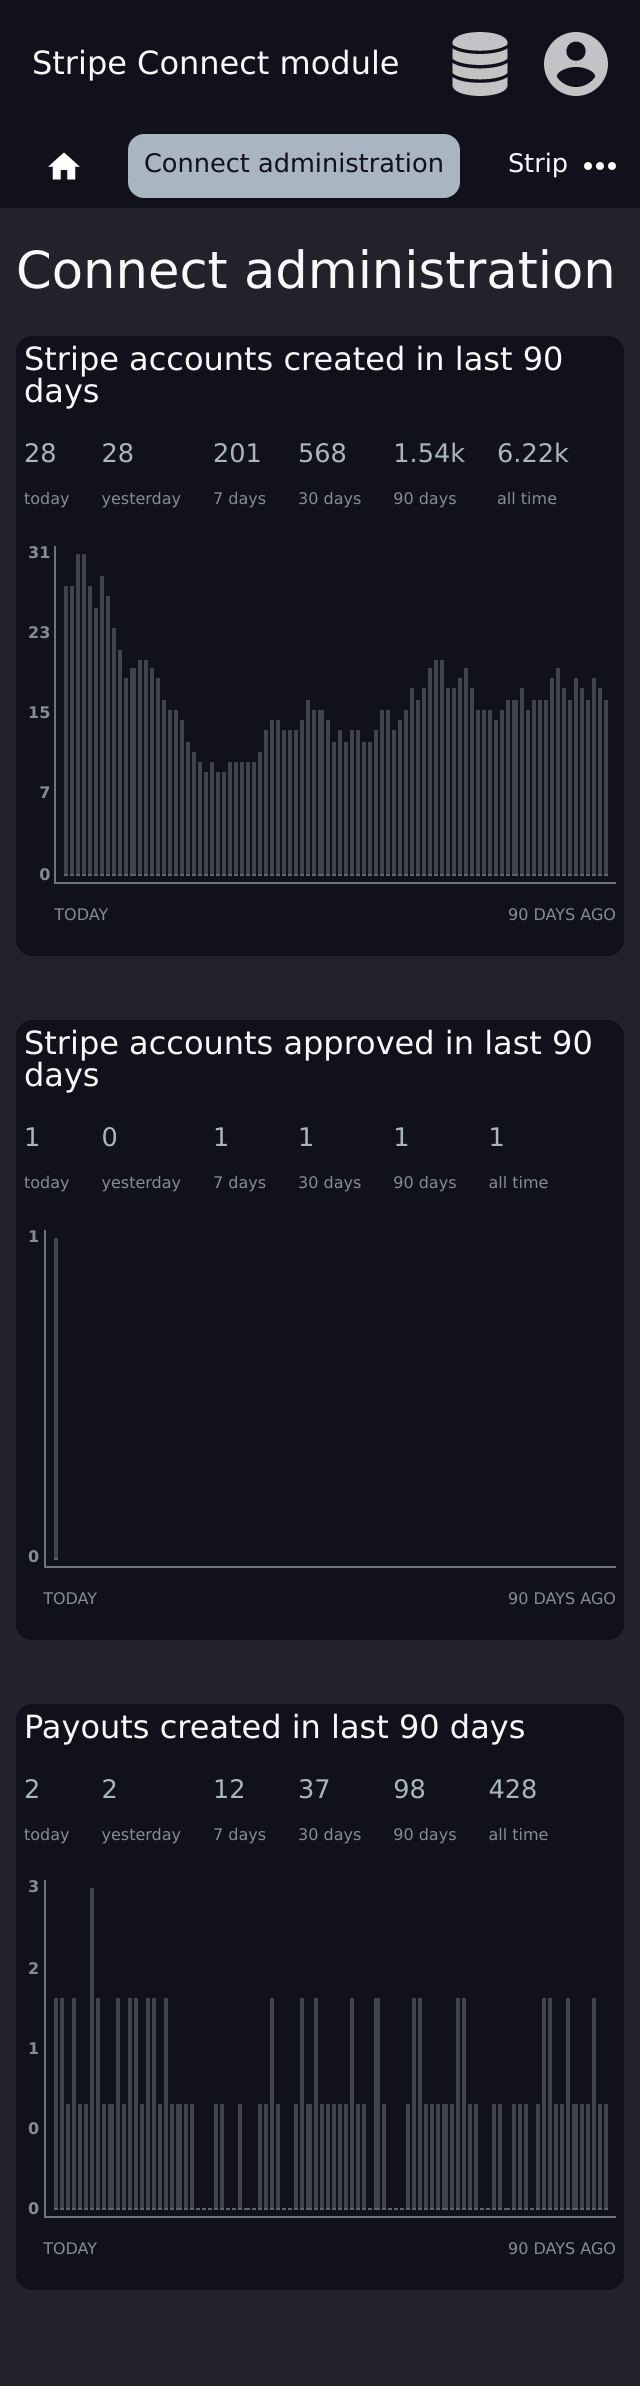 Stripe Connect module
Connect administration Strip
Connect administration
Stripe accounts created in last 90
days
28 28 201 568 1.54k 6.22k
today yesterday 7 days 30 days 90 days all time
31
23
15
7
0
TODAY 90 DAYS AGO
Stripe accounts approved in last 90
days
1 0 1 1 1 1
today yesterday 7 days 30 days 90 days all time
1
0
TODAY 90 DAYS AGO
Payouts created in last 90 days
2 2 12 37 98 428
today yesterday 7 days 30 days 90 days all time
3
2
1
0
0
TODAY 90 DAYS AGO